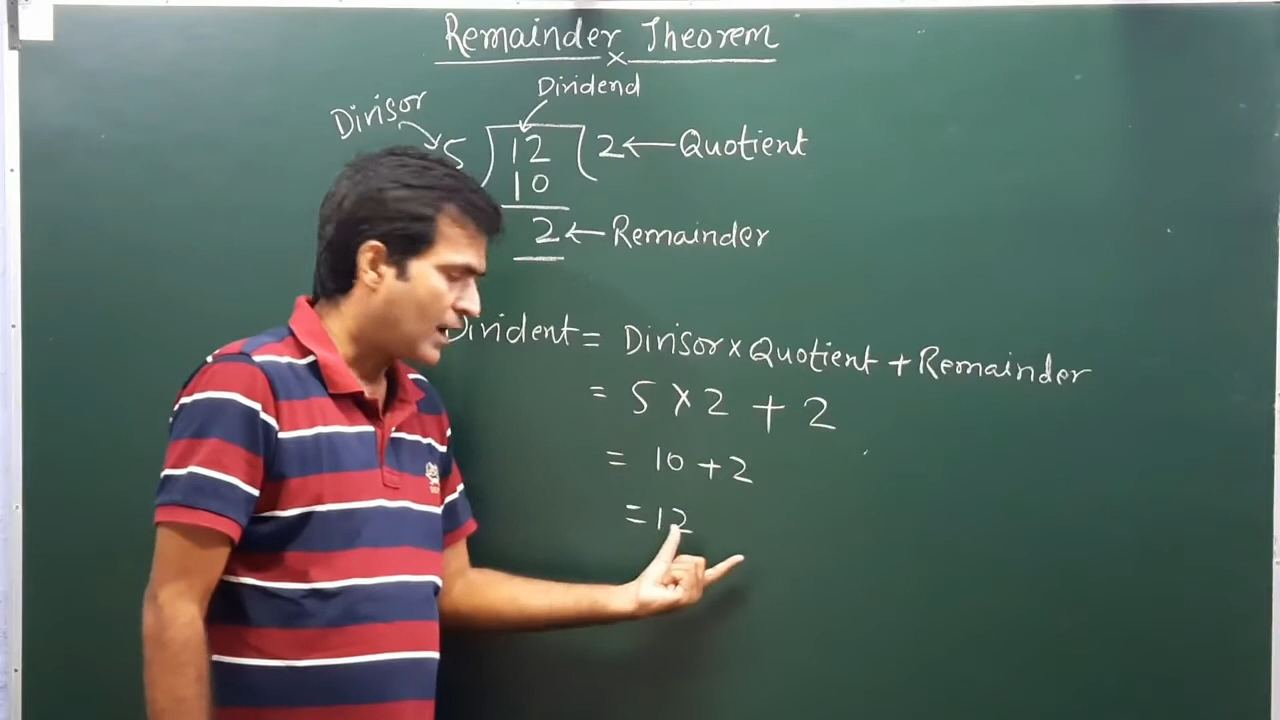 Remainder Theorem
×
Dividend
Divisor
5 ) 12 ( 2 ← Quotient
10
2 ← Remainder
Divident = Divisor × Quotient + Remainder
= 5 × 2 + 2
= 10 + 2
= 12